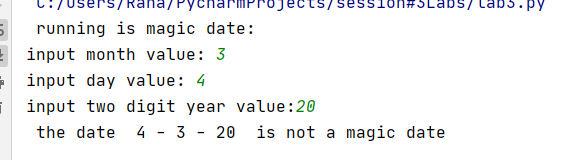 C:/Users/Rana/PycharmProjects/session#3Labs/lab3.py
running is magic date:
input month value: 3
input day value: 4
input two digit year value:20
the date  4 - 3 - 20  is not a magic date